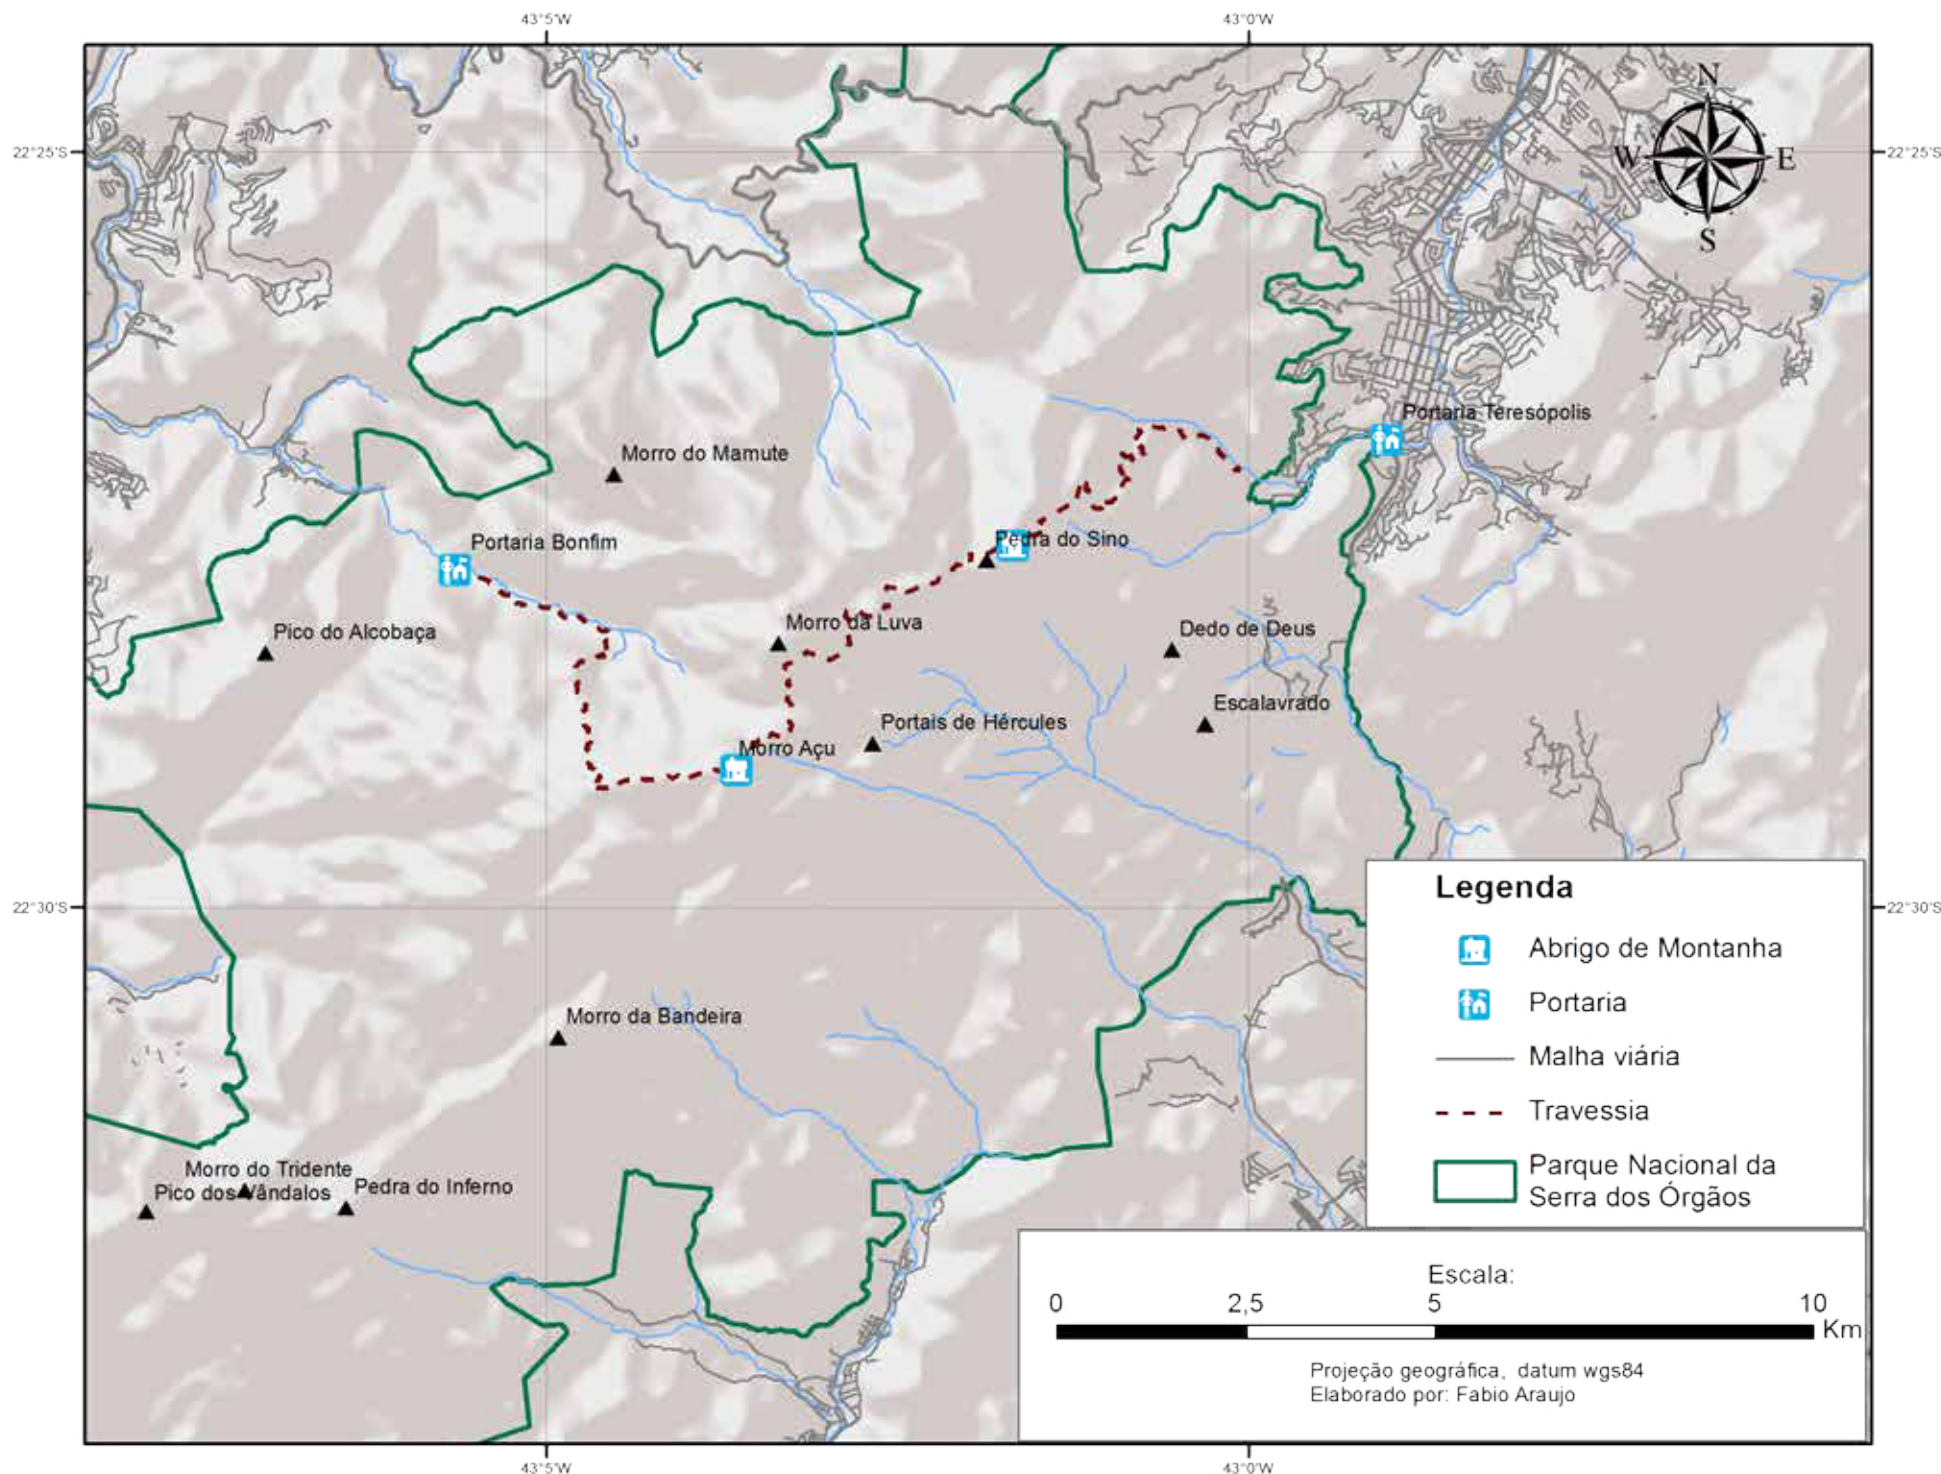 43°5'W
43°0'W
N
22°25'S
W
E
22°25'S
S
Portaria Teresópolis
Morro do Mamute
Portaria Bonfim
Pedra do Sino
Morro da Luva
Dedo de Deus
Pico do Alcobaça
Escalavrado
Portais de Hércules
Morro Açu
Legenda
22°30'S
22°30'S
Abrigo de Montanha
Portaria
Morro da Bandeira
Malha viária
Travessia
Parque Nacional da
Serra dos Órgãos
Morro do Tridente
Pico dos Vândalos
Pedra do Inferno
Escala:
0
2,5
5
10
Km
Projeção geográfica, datum wgs84
Elaborado por: Fabio Araujo
43°5'W
43°0'W